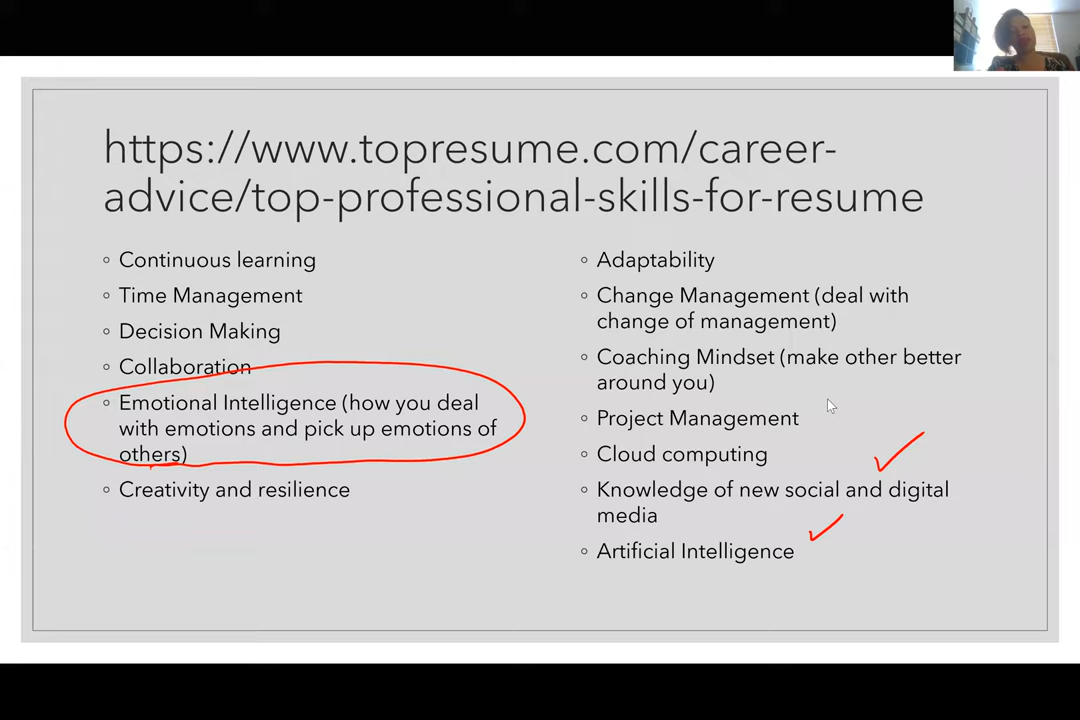 https://www.topresume.com/career-
advice/top-professional-skills-for-resume
◦ Continuous learning
◦ Time Management
◦ Decision Making
◦ Collaboration
◦ Emotional Intelligence (how you deal
with emotions and pick up emotions of
others)
◦ Creativity and resilience
◦ Adaptability
◦ Change Management (deal with
change of management)
◦ Coaching Mindset (make other better
around you)
◦ Project Management
◦ Cloud computing
◦ Knowledge of new social and digital
media
◦ Artificial Intelligence